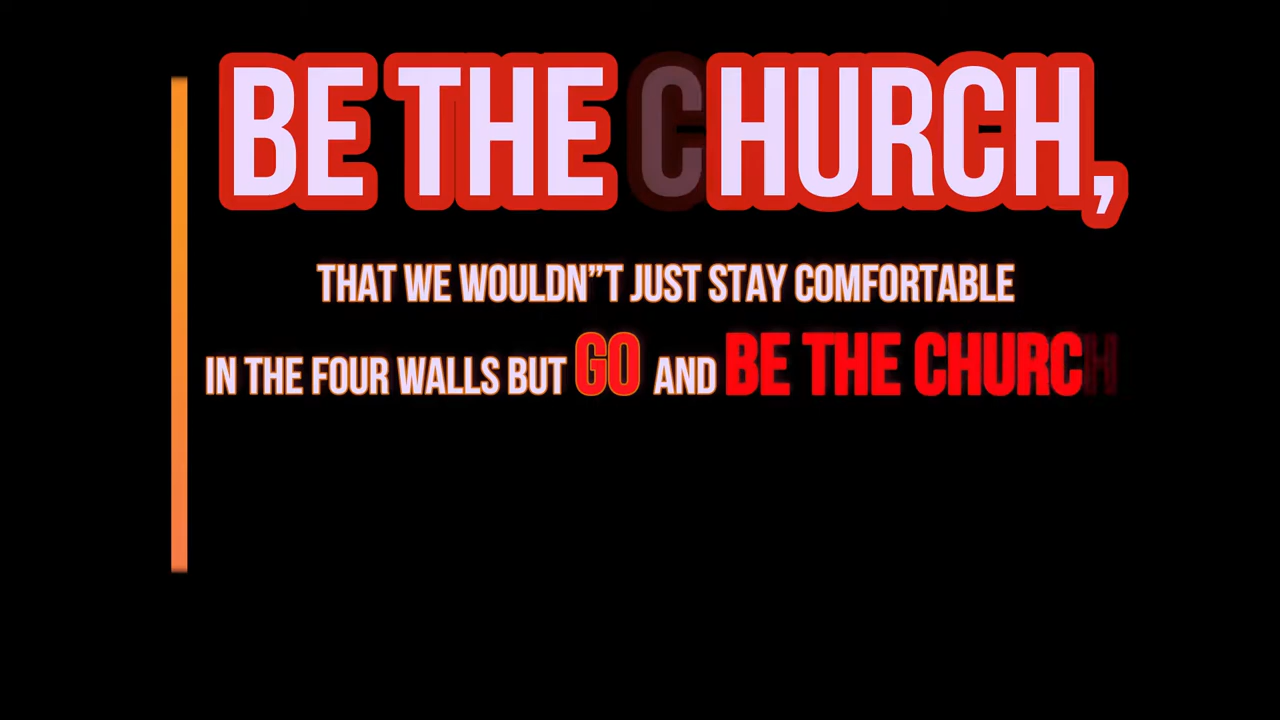 BE THE CHURCH,
THAT WE WOULDN”T JUST STAY COMFORTABLE
IN THE FOUR WALLS BUT GO AND BE THE CHURCH